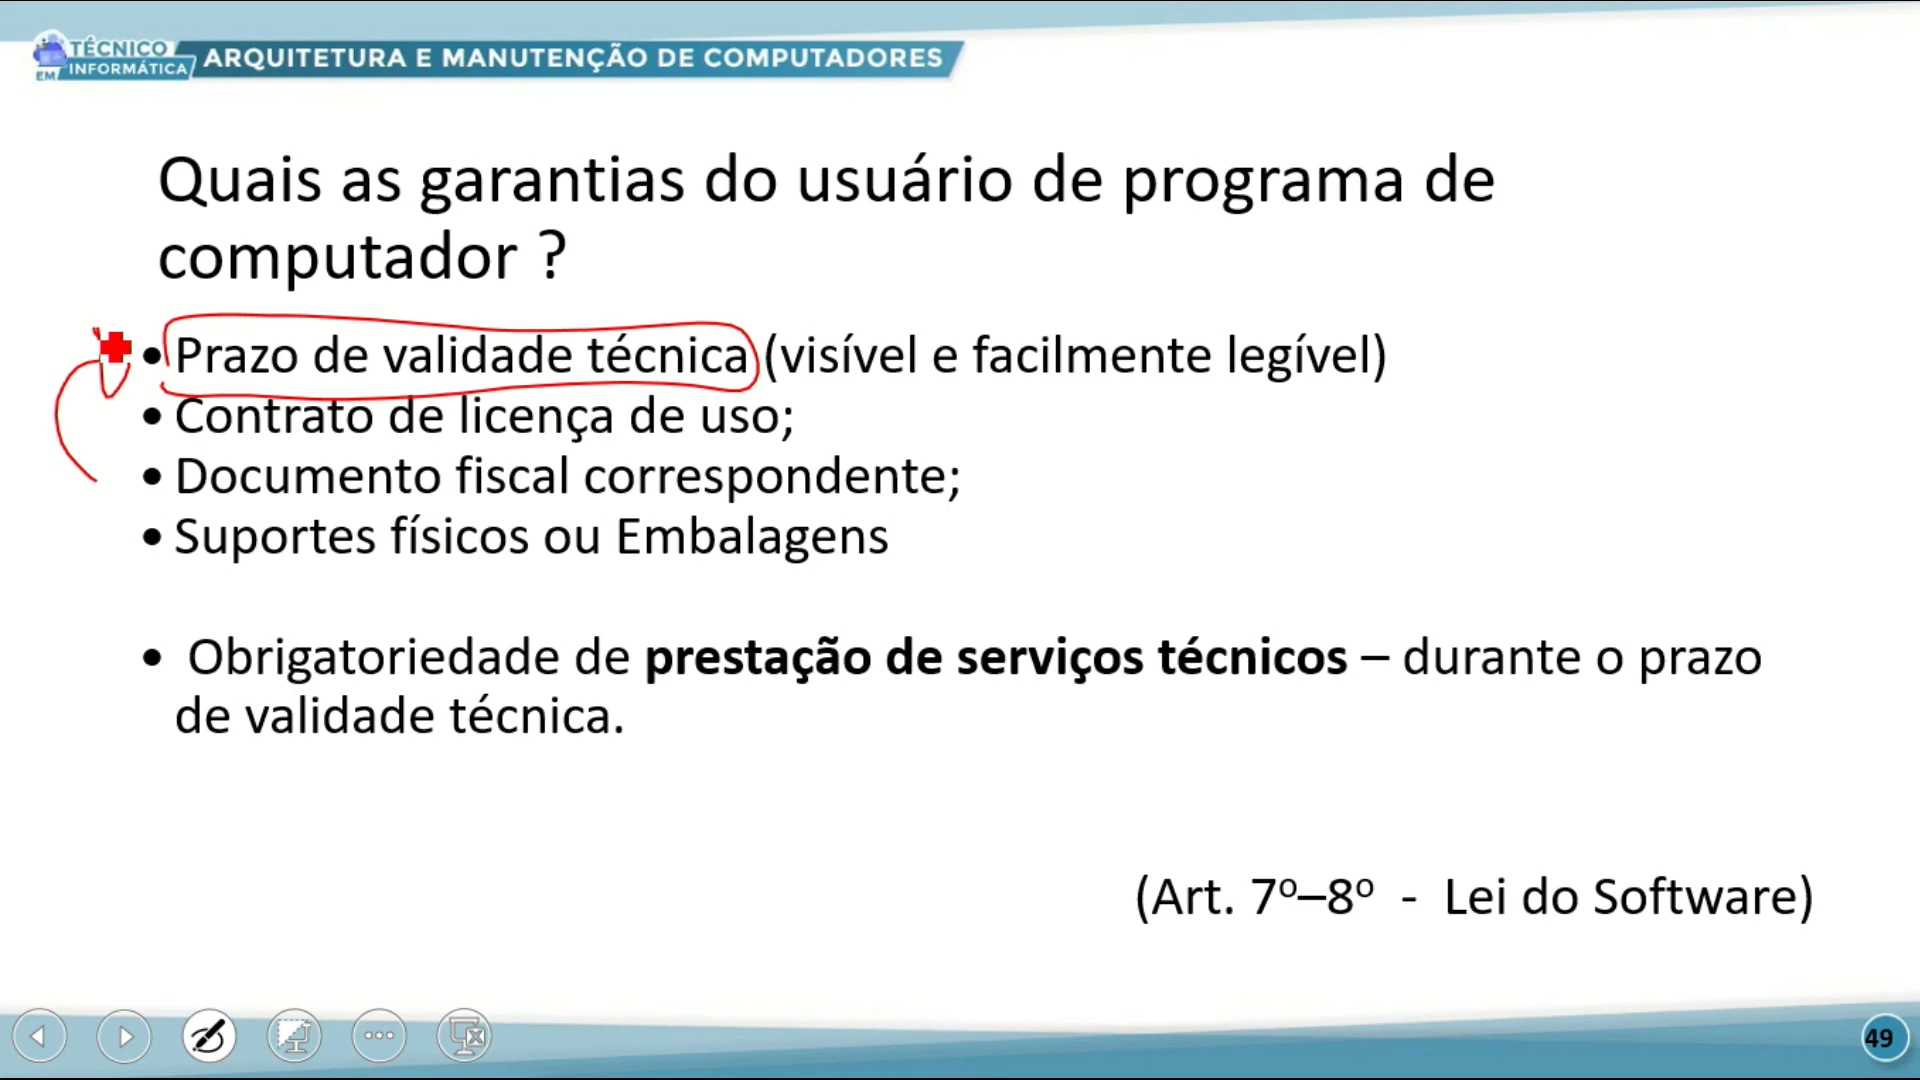 TÉCNICO
EM INFORMÁTICA
ARQUITETURA E MANUTENÇÃO DE COMPUTADORES
Quais as garantias do usuário de programa de
computador ?
• Prazo de validade técnica (visível e facilmente legível)
• Contrato de licença de uso;
• Documento fiscal correspondente;
• Suportes físicos ou Embalagens
• Obrigatoriedade de prestação de serviços técnicos – durante o prazo
de validade técnica.
(Art. 7º–8º - Lei do Software)
49